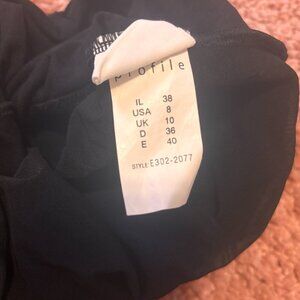 profile
IL 38
USA 8
UK 10
D 36
E 40
STYLE: E302-2077